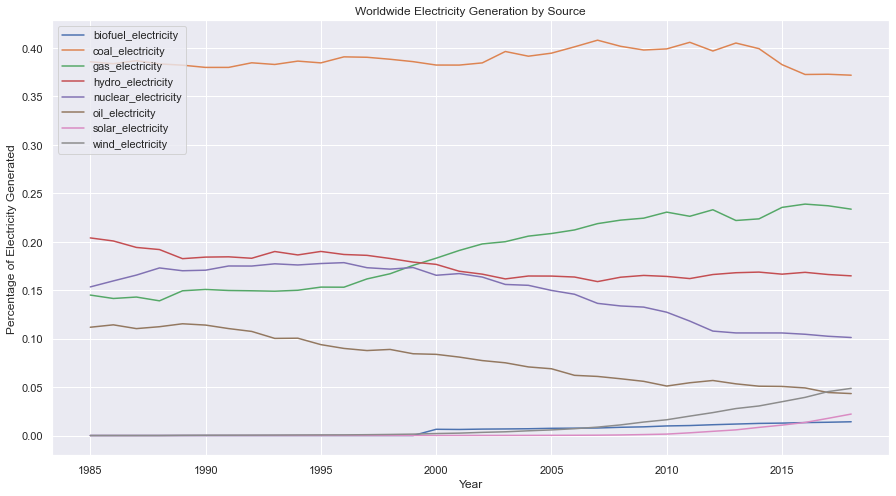 Worldwide Electricity Generation by Source
biofuel_electricity
coal_electricity
gas_electricity
hydro_electricity
nuclear_electricity
oil_electricity
solar_electricity
wind_electricity
Percentage of Electricity Generated
0.40
0.35
0.30
0.25
0.20
0.15
0.10
0.05
0.00
1985 1990 1995 2000 2005 2010 2015
Year